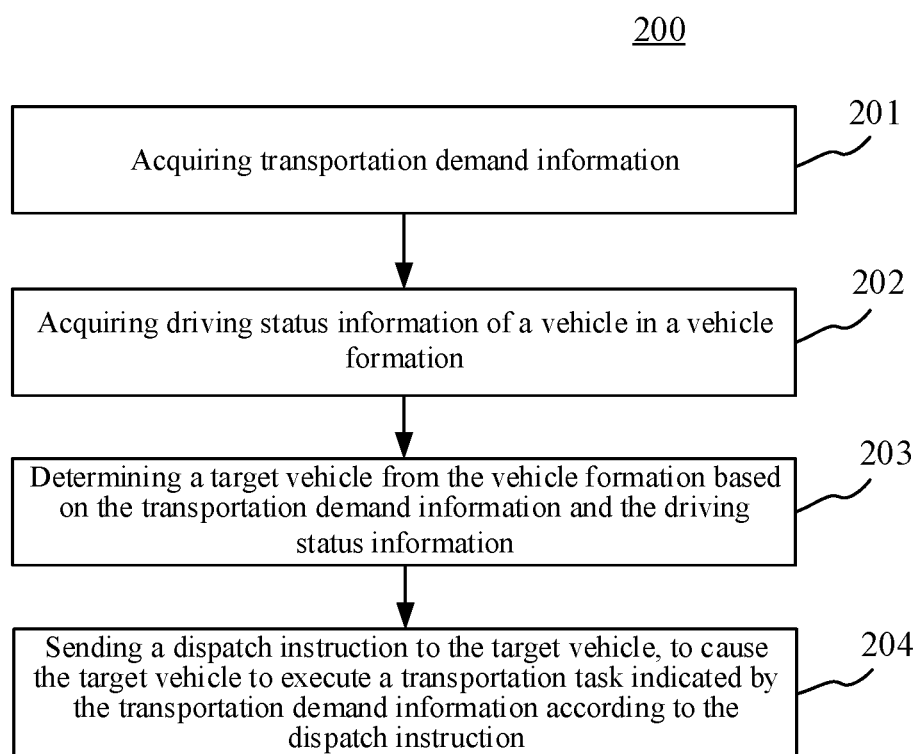 200
201
Acquiring transportation demand information
202
Acquiring driving status information of a vehicle in a vehicle
formation
203
Determining a target vehicle from the vehicle formation based
on the transportation demand information and the driving
status information
204
Sending a dispatch instruction to the target vehicle, to cause
the target vehicle to execute a transportation task indicated by
the transportation demand information according to the
dispatch instruction